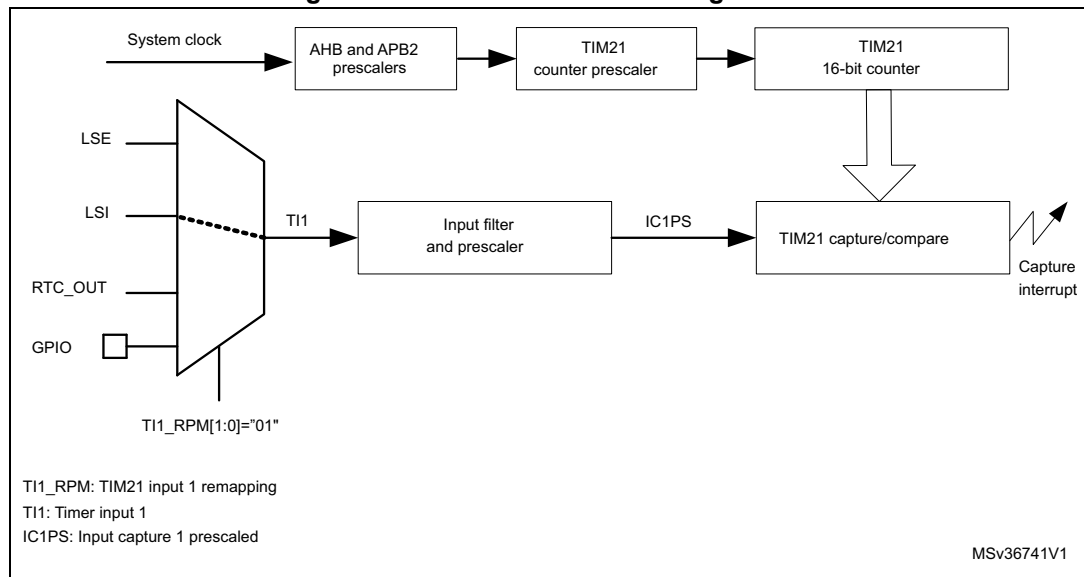 System clock
AHB and APB2
prescalers
TIM21
counter prescaler
TIM21
16-bit counter
LSE
LSI
RTC_OUT
GPIO
TI1
Input filter
and prescaler
IC1PS
TIM21 capture/compare
Capture
interrupt
TI1_RPM[1:0]=”01"
TI1_RPM: TIM21 input 1 remapping
TI1: Timer input 1
IC1PS: Input capture 1 prescaled
MSv36741V1